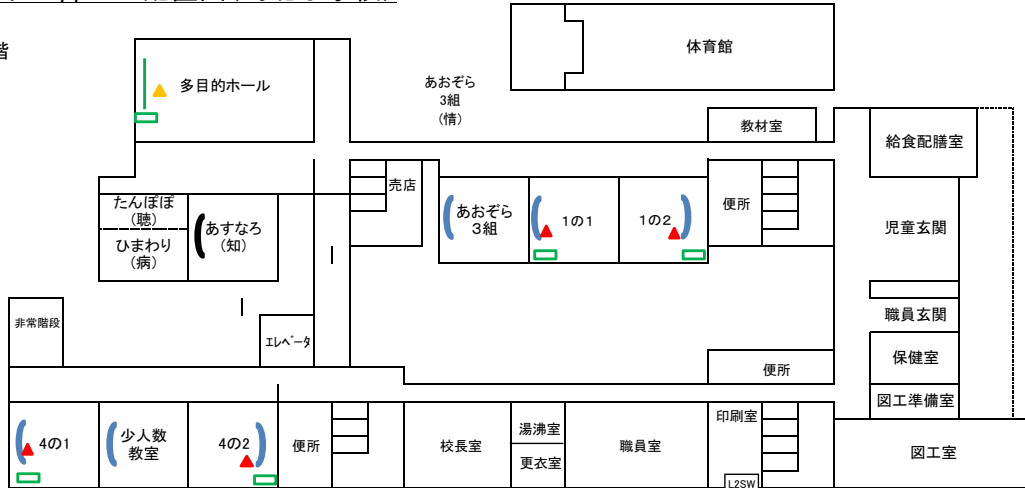 階
体育館
多目的ホール
あおぞら
3組
(情)
教材室
給食配膳室
売店
たんぽぽ
(聴)
あすなろ
(知)
ひまわり
(病)
あおぞら
3組
1の1
1の2
便所
児童玄関
非常階段
エレベータ
職員玄関
保健室
便所
図工準備室
4の1
少人数
教室
4の2
便所
校長室
湯沸室
更衣室
職員室
印刷室
L2SW
図工室